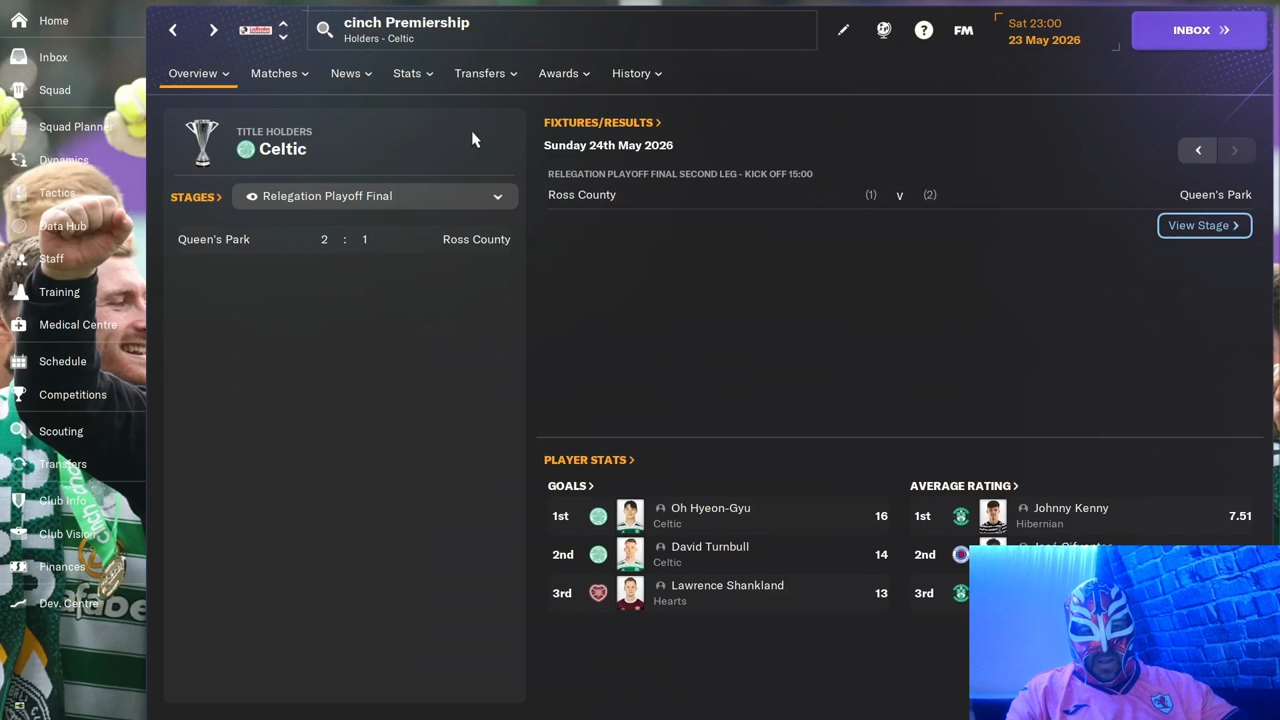 Home
Inbox
Squad
Squad Planner
Dynamics
Tactics
Data Hub
Staff
Training
Medical Centre
Schedule
Competitions
Scouting
Transfers
Club Info
Club Vision
Finances
Dev. Centre
cinch Premiership
Holders - Celtic
FM
Sat 23:00
23 May 2026
INBOX
Overview
Matches
News
Stats
Transfers
Awards
History
TITLE HOLDERS
Celtic
STAGES
Relegation Playoff Final
Queen's Park 2 : 1 Ross County
FIXTURES/RESULTS
Sunday 24th May 2026
RELEGATION PLAYOFF FINAL SECOND LEG - KICK OFF 15:00
Ross County (1) v (2) Queen's Park
View Stage
PLAYER STATS
GOALS
1st Oh Hyeon-Gyu 16
Celtic
2nd David Turnbull 14
Celtic
3rd Lawrence Shankland 13
Hearts
AVERAGE RATING
1st Johnny Kenny 7.51
Hibernian
2nd
3rd